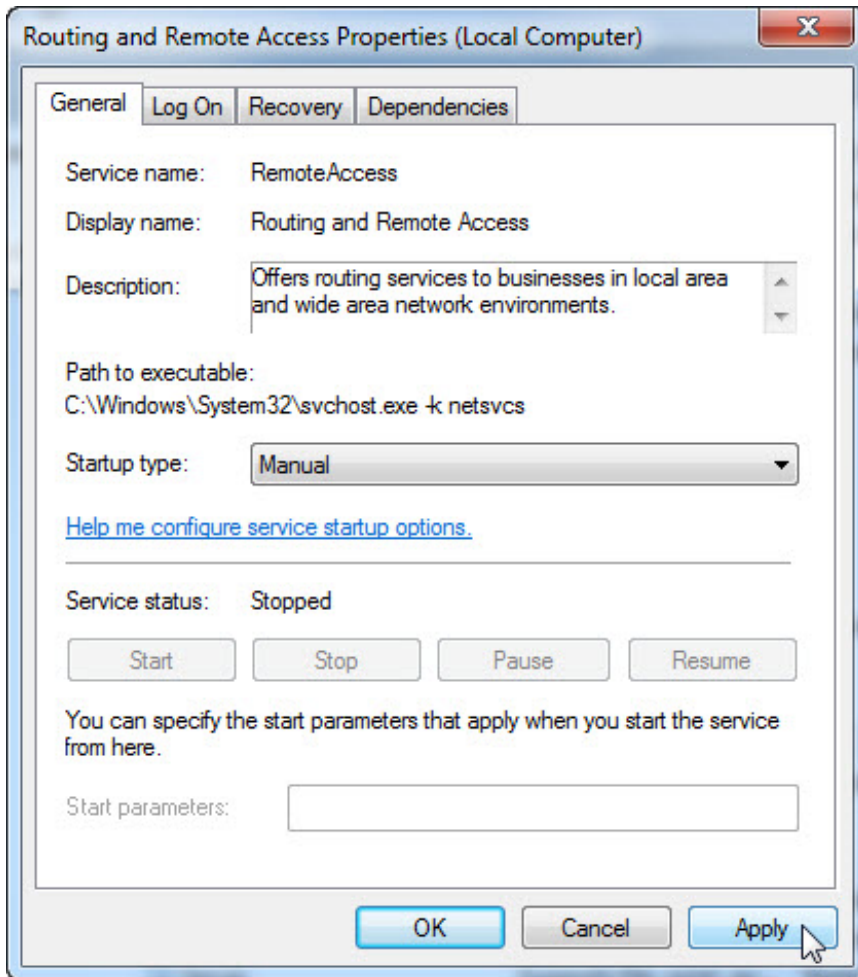 Routing and Remote Access Properties (Local Computer)
General Log On Recovery Dependencies
Service name: RemoteAccess
Display name: Routing and Remote Access
Description: Offers routing services to businesses in local area
and wide area network environments.
Path to executable:
C:\Windows\System32\svchost.exe -k netsvcs
Startup type: Manual
Help me configure service startup options.
Service status: Stopped
Start Stop Pause Resume
You can specify the start parameters that apply when you start the service
from here.
Start parameters:
OK Cancel Apply